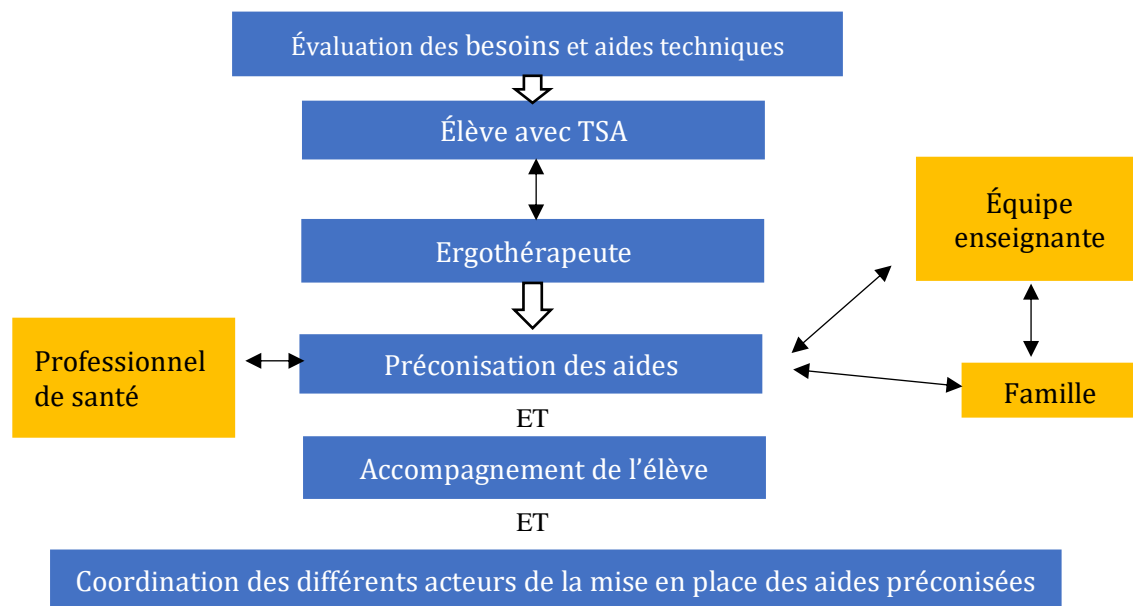 Évaluation des besoins et aides techniques
Élève avec TSA
Équipe
enseignante
Ergothérapeute
Professionnel
de santé
Préconisation des aides
Famille
ET
Accompagnement de l’élève
ET
Coordination des différents acteurs de la mise en place des aides préconisées